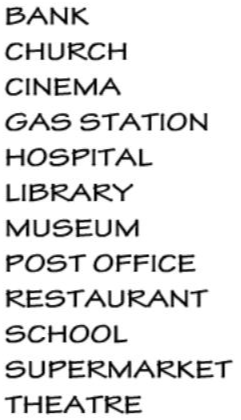 BANK
CHURCH
CINEMA
GAS STATION
HOSPITAL
LIBRARY
MUSEUM
POST OFFICE
RESTAURANT
SCHOOL
SUPERMARKET
THEATRE